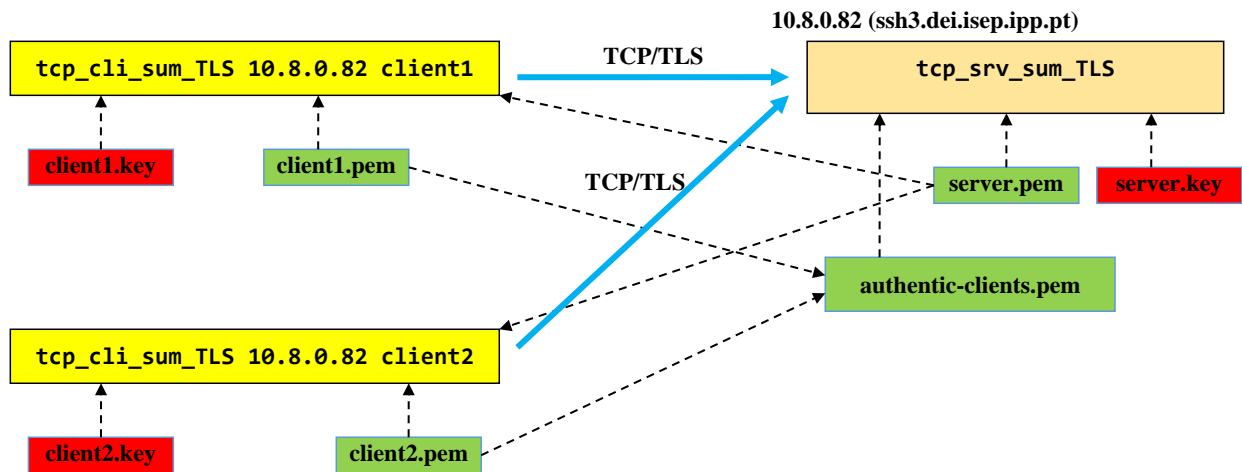 10.8.0.82 (ssh3.dei.isep.ipp.pt)
tcp_cli_sum_TLS 10.8.0.82 client1
TCP/TLS
tcp_srv_sum_TLS
client1.key
client1.pem
TCP/TLS
server.pem
server.key
authentic-clients.pem
tcp_cli_sum_TLS 10.8.0.82 client2
client2.key
client2.pem